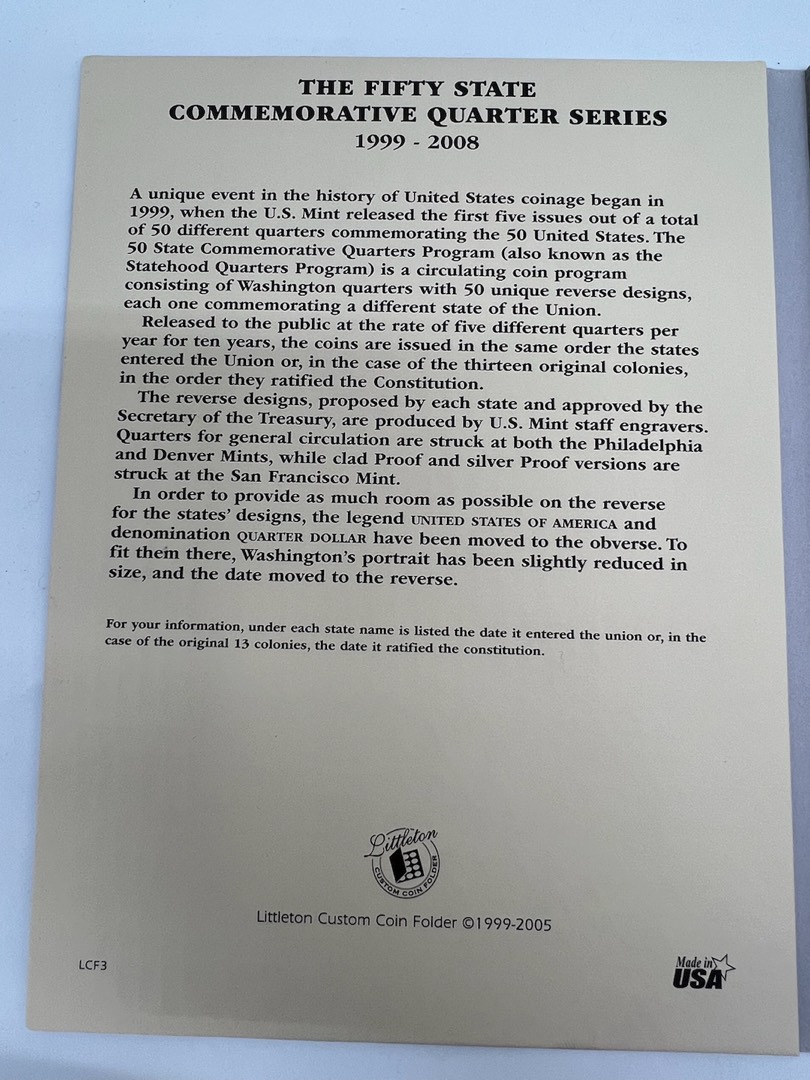 THE FIFTY STATE
COMMEMORATIVE QUARTER SERIES
1999 - 2008
A unique event in the history of United States coinage began in
1999, when the U.S. Mint released the first five issues out of a total
of 50 different quarters commemorating the 50 United States. The
50 State Commemorative Quarters Program (also known as the
Statehood Quarters Program) is a circulating coin program
consisting of Washington quarters with 50 unique reverse designs,
each one commemorating a different state of the Union.
Released to the public at the rate of five different quarters per
year for ten years, the coins are issued in the same order the states
entered the Union or, in the case of the thirteen original colonies,
in the order they ratified the Constitution.
The reverse designs, proposed by each state and approved by the
Secretary of the Treasury, are produced by U.S. Mint staff engravers.
Quarters for general circulation are struck at both the Philadelphia
and Denver Mints, while clad Proof and silver Proof versions are
struck at the San Francisco Mint.
In order to provide as much room as possible on the reverse
for the states' designs, the legend UNITED STATES OF AMERICA and
denomination QUARTER DOLLAR have been moved to the obverse. To
fit them there, Washington's portrait has been slightly reduced in
size, and the date moved to the reverse.
For your information, under each state name is listed the date it entered the union or, in the
case of the original 13 colonies, the date it ratified the constitution.
Littleton
CUSTOM COIN FOLDER
Littleton Custom Coin Folder ©1999-2005
LCF3
Made in
USA